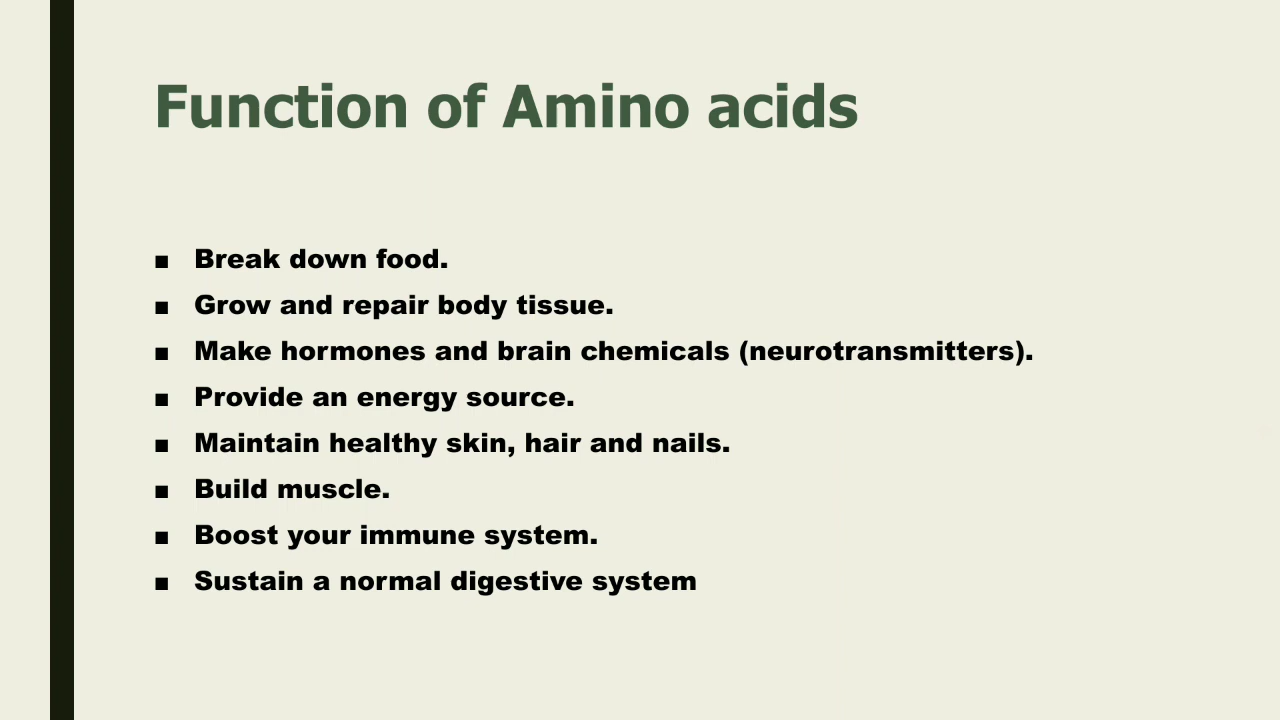 Function of Amino acids
▪ Break down food.
▪ Grow and repair body tissue.
▪ Make hormones and brain chemicals (neurotransmitters).
▪ Provide an energy source.
▪ Maintain healthy skin, hair and nails.
▪ Build muscle.
▪ Boost your immune system.
▪ Sustain a normal digestive system